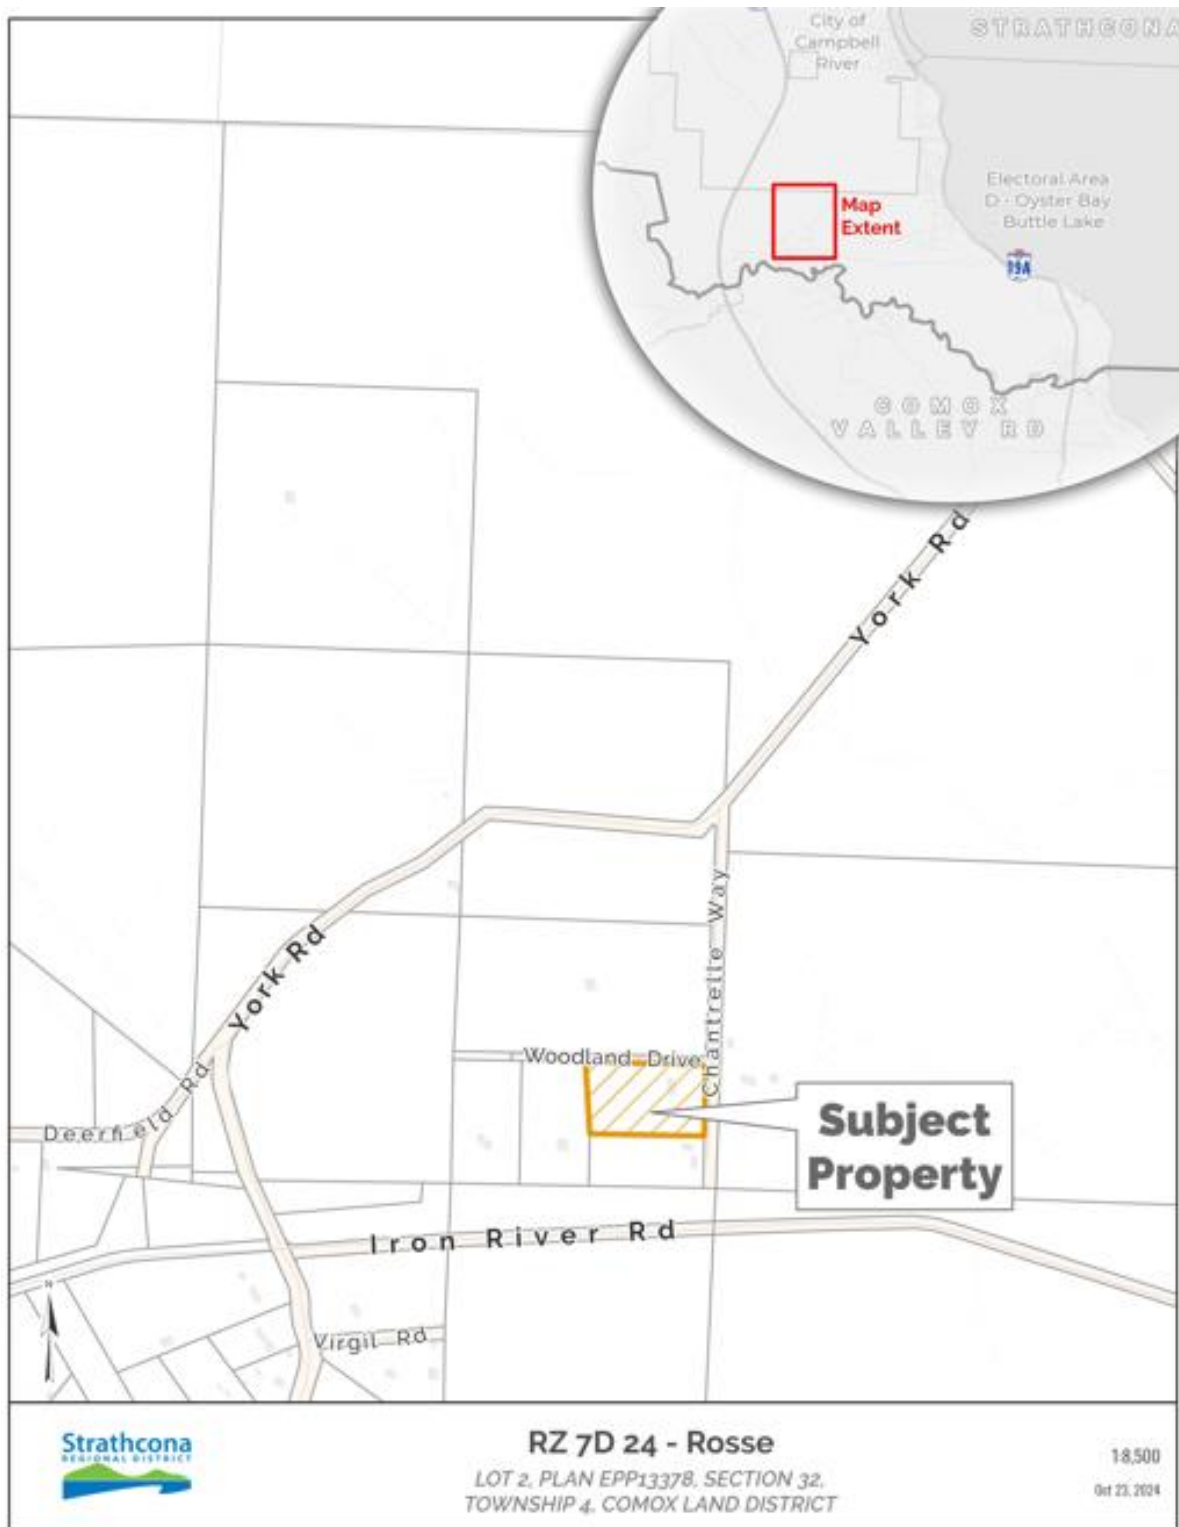 City of
Campbell
River
STRATHCONA
Electoral Area
D - Oyster Bay
Buttle Lake
Map
Extent
19A
COMOX
VALLEY RD
York Rd
Chantrelle Way
York Rd
Woodland Drive
Deerfield Rd
Subject
Property
Iron River Rd
N
Virgil Rd
Strathcona
REGIONAL DISTRICT
RZ 7D 24 - Rosse
LOT 2, PLAN EPP13378, SECTION 32,
TOWNSHIP 4, COMOX LAND DISTRICT
1:8,500
Oct 23, 2024